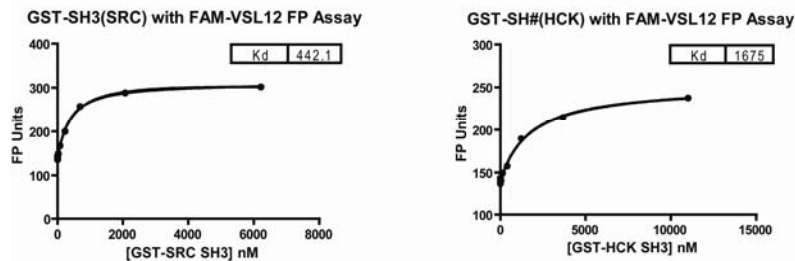 GST-SH3(SRC) with FAM-VSL12 FP Assay
Kd 442.1
FP Units
400
300
200
100
0
0 2000 4000 6000 8000
[GST-SRC SH3] nM
GST-SH#(HCK) with FAM-VSL12 FP Assay
Kd 1675
FP Units
300
250
200
150
100
0 5000 10000 15000
[GST-HCK SH3] nM